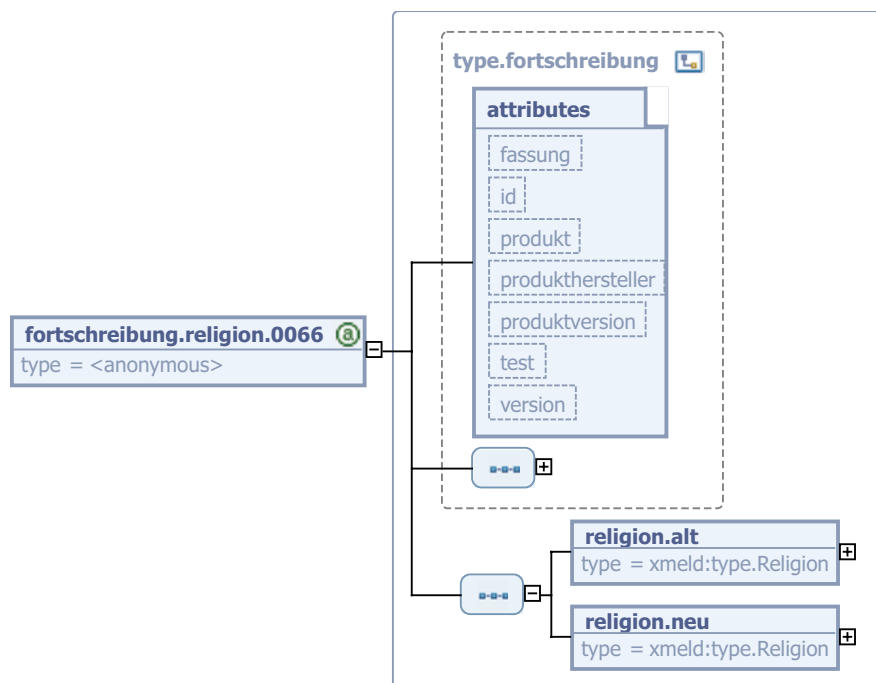 type.fortschreibung
attributes
fassung
id
produkt
produkthersteller
produktversion
test
version
fortschreibung.religion.0066 @
type = <anonymous>
religion.alt
type = xmeld:type.Religion
religion.neu
type = xmeld:type.Religion